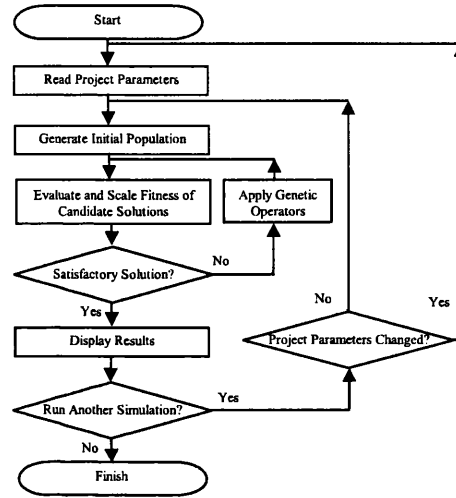 Start
Read Project Parameters
Generate Initial Population
Evaluate and Scale Fitness of
Candidate Solutions
Apply Genetic
Operators
Satisfactory Solution?
No
Yes
No
Yes
Display Results
Project Parameters Changed?
Run Another Simulation?
Yes
No
Finish